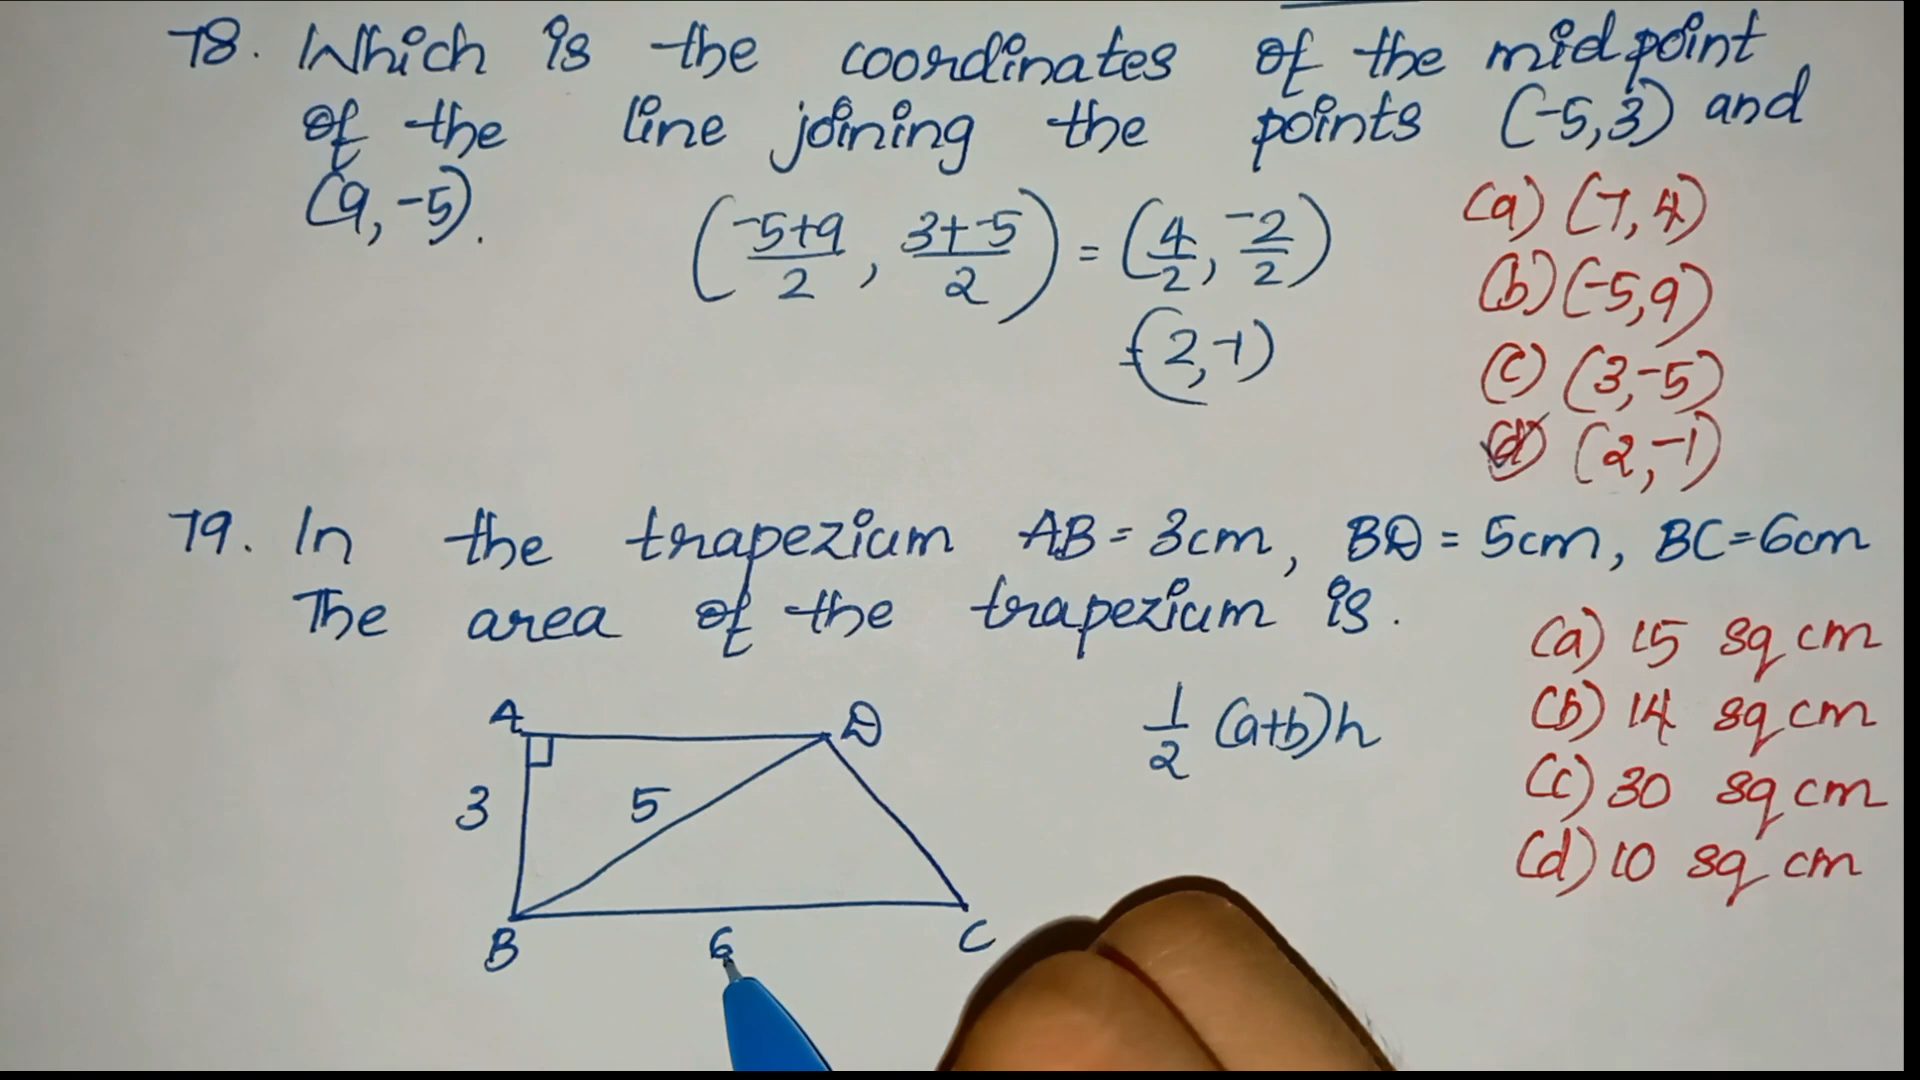 78. Which is the coordinates of the midpoint
of the line joining the points (-5,3) and
(9,-5).
(-5+9/2, 3+-5/2) = (4/2, -2/2)
=(2,-1)
(a) (7,4)
(b) (-5,9)
(c) (3,-5)
(d) (2,-1)
79. In the trapezium AB = 3cm, BD = 5cm, BC=6cm
The area of the trapezium is.
(a) 15 sq cm
(b) 14 sq cm
(c) 30 sq cm
(d) 10 sq cm
1/2 (a+b)h
A D
3 5
B 6 C